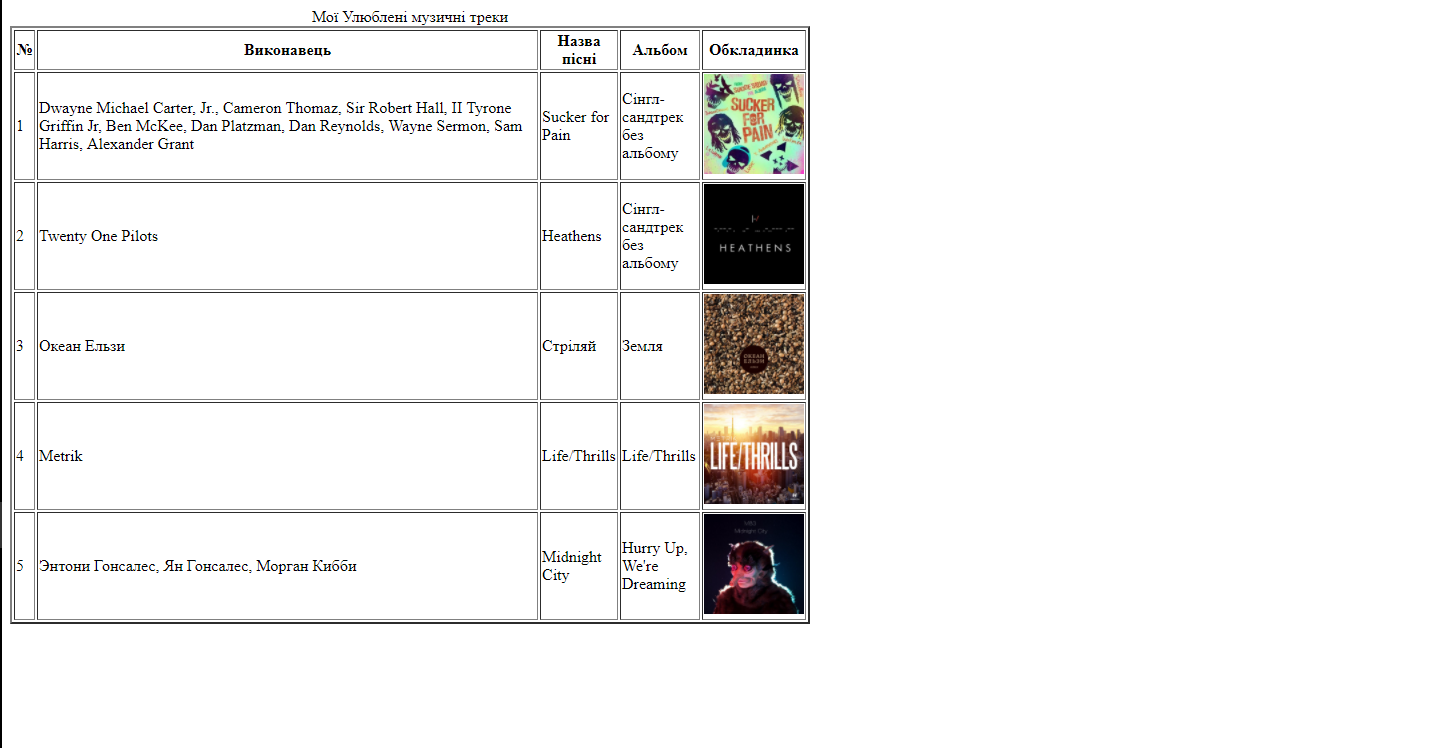 Мої Улюблені музичні треки
№ Виконавець Назва пісні Альбом Обкладинка
1
Dwayne Michael Carter, Jr., Cameron Thomaz, Sir Robert Hall, II Tyrone
Griffin Jr, Ben McKee, Dan Platzman, Dan Reynolds, Wayne Sermon, Sam
Harris, Alexander Grant
Sucker for
Pain
Сінгл-
сандтрек
без
альбому
SUCKER
FOR
PAIN
2
Twenty One Pilots
Heathens
Сінгл-
сандтрек
без
альбому
HEATHENS
3
Океан Ельзи
Стріляй
Земля
ОКЕАН
ЕЛЬЗИ
4
Metrik
Life/Thrills
Life/Thrills
LIFE/THRILLS
5
Энтони Гонсалес, Ян Гонсалес, Морган Кибби
Midnight
City
Hurry Up,
We're
Dreaming
M83
Midnight City